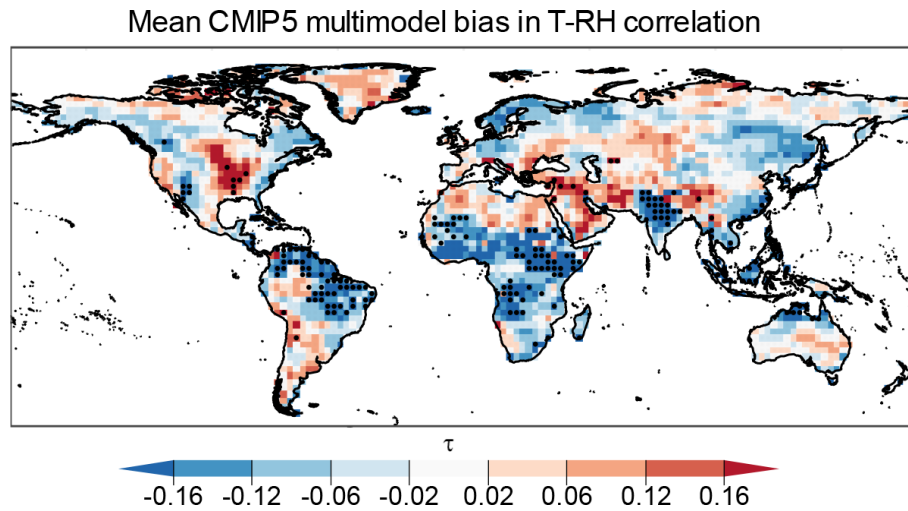 Mean CMIP5 multimodel bias in T-RH correlation
τ
-0.16 -0.12 -0.06 -0.02 0.02 0.06 0.12 0.16